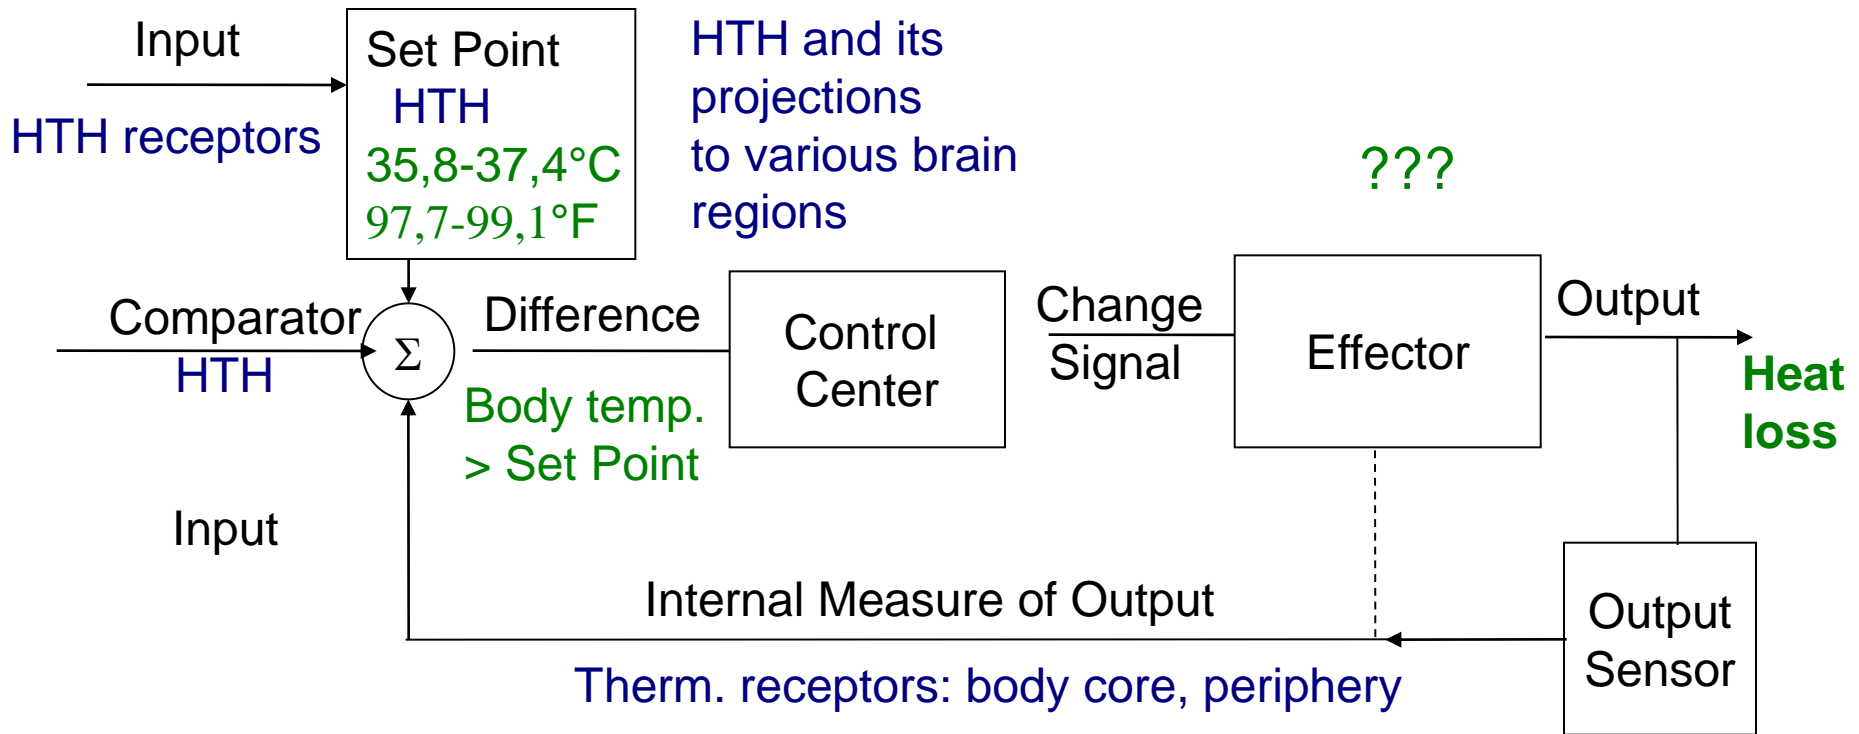 Input
HTH receptors
Set Point
HTH
35,8-37,4°C
97,7-99,1°F
HTH and its
projections
to various brain
regions
???
Comparator
HTH
Σ
Difference
Body temp.
> Set Point
Control
Center
Change
Signal
Effector
Output
Heat
loss
Input
Internal Measure of Output
Therm. receptors: body core, periphery
Output
Sensor